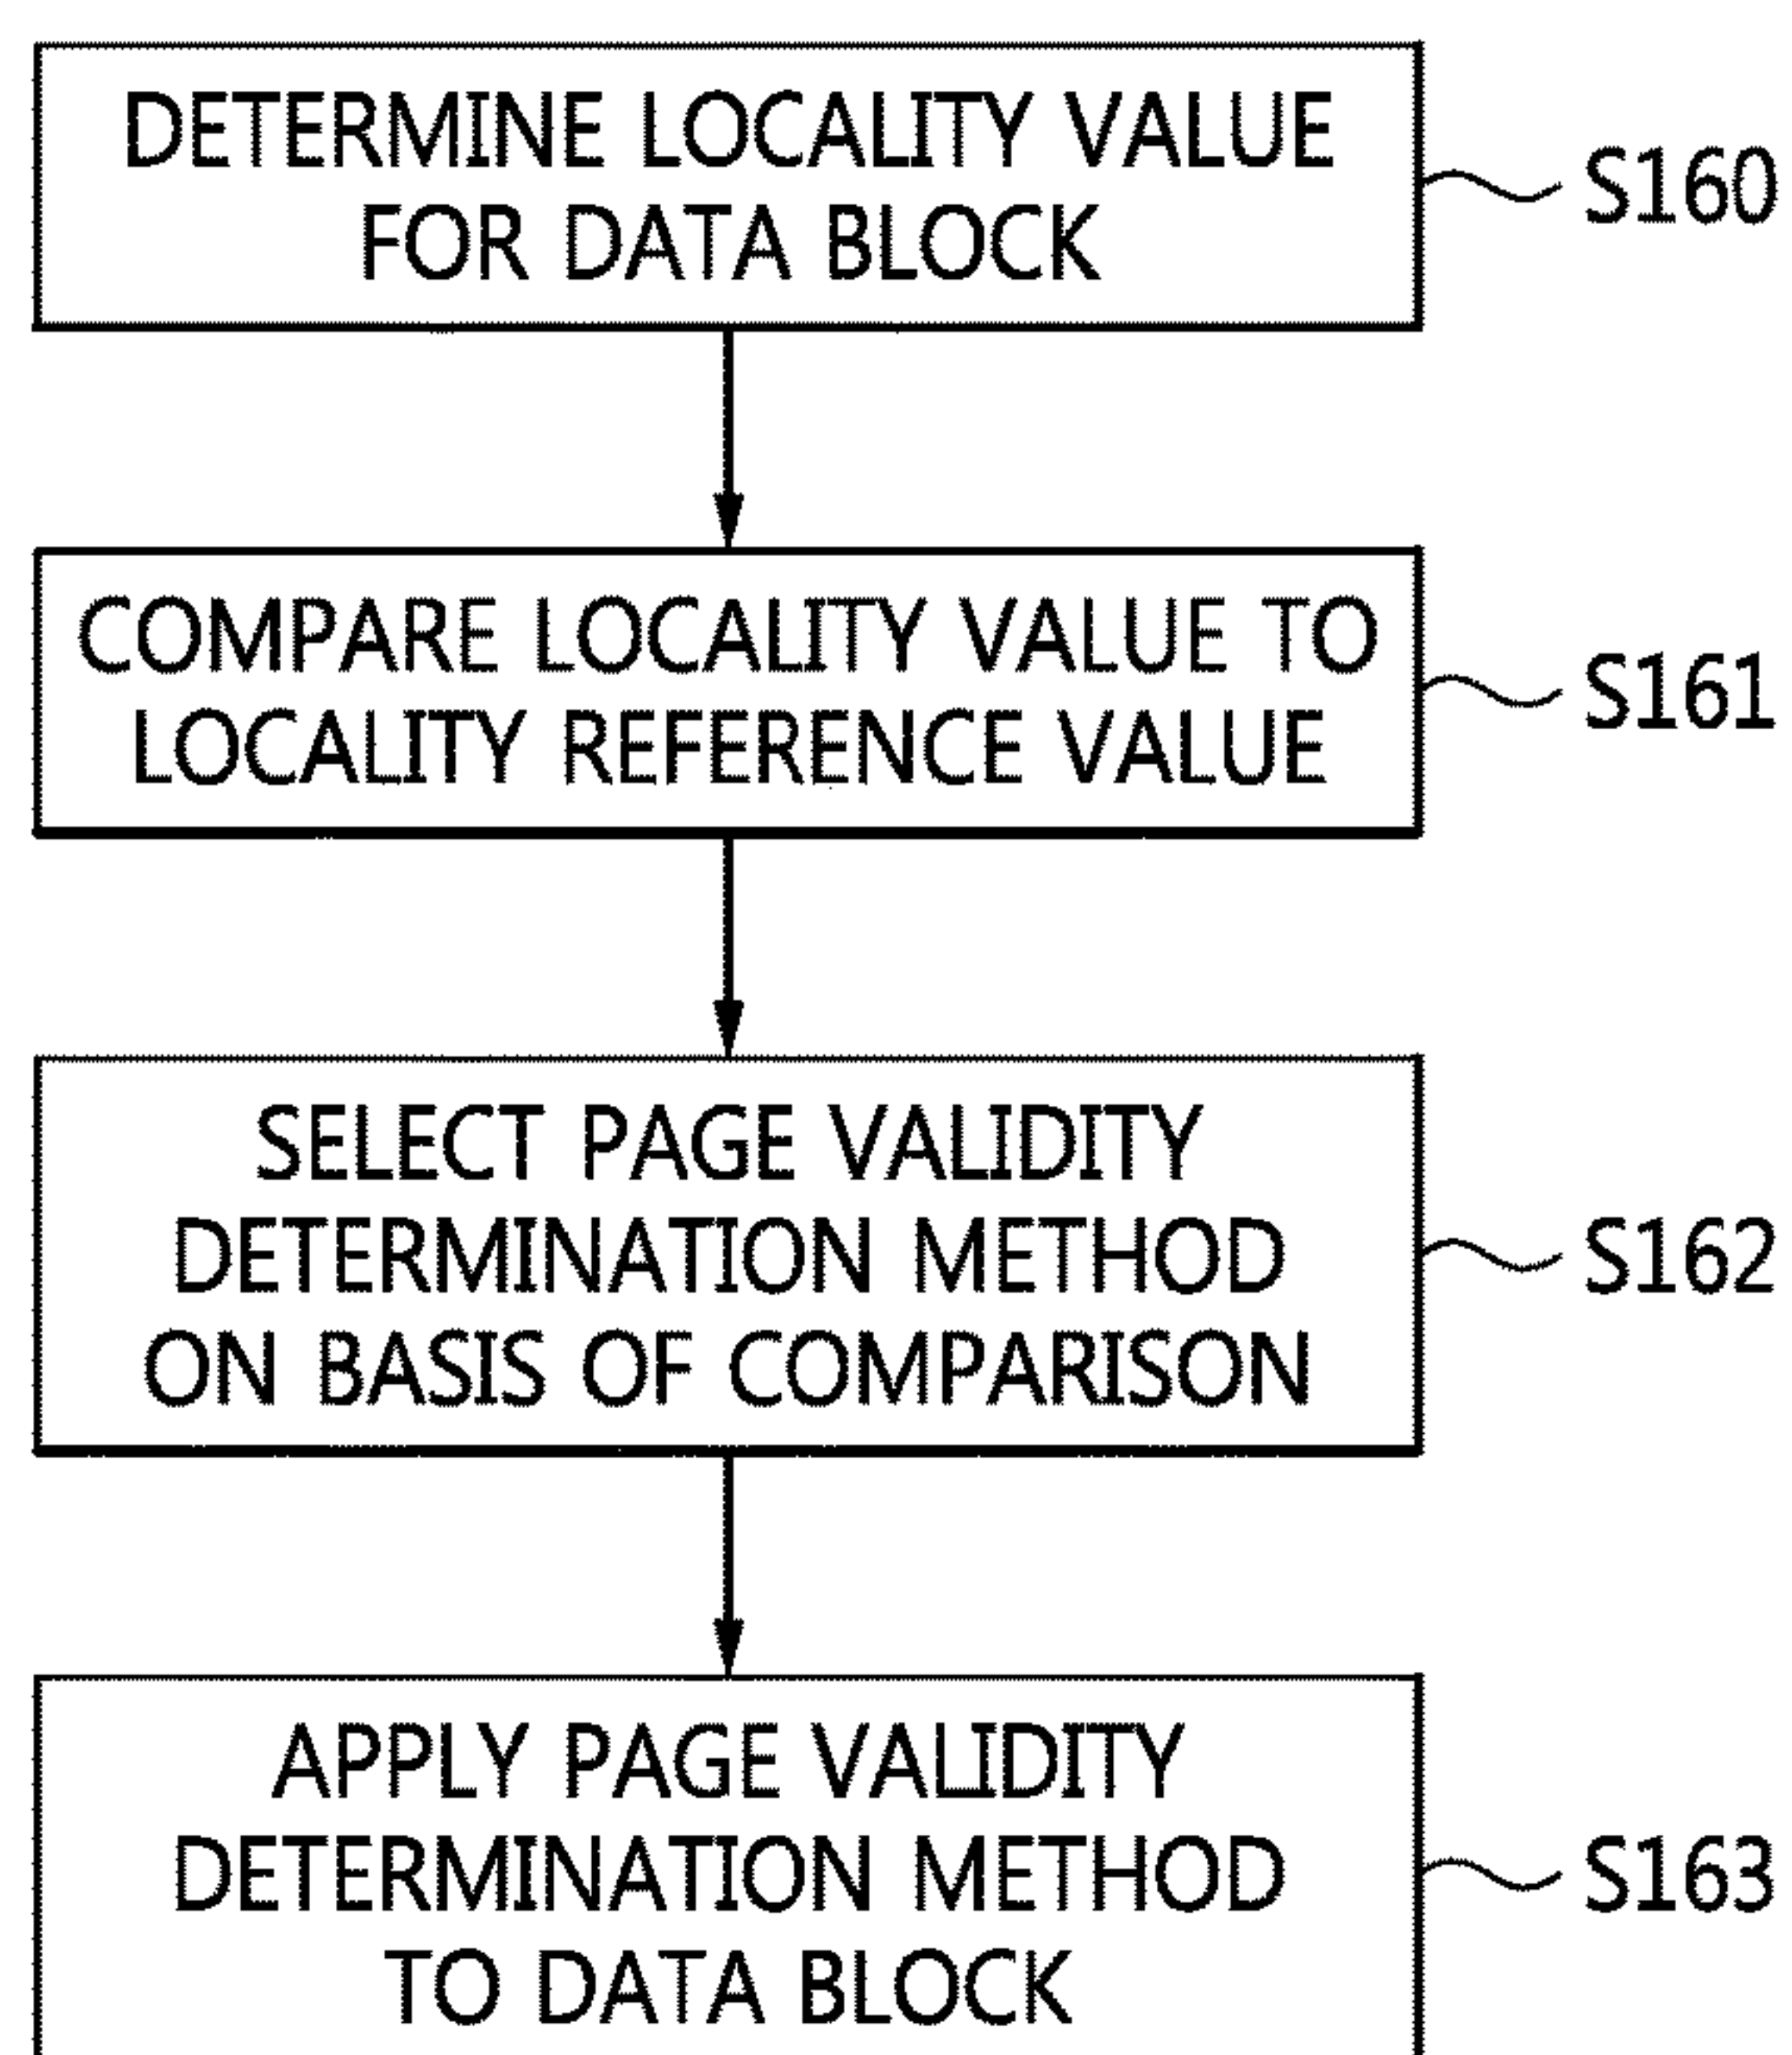 DETERMINE LOCALITY VALUE
FOR DATA BLOCK
S160
COMPARE LOCALITY VALUE TO
LOCALITY REFERENCE VALUE
S161
SELECT PAGE VALIDITY
DETERMINATION METHOD
ON BASIS OF COMPARISON
S162
APPLY PAGE VALIDITY
DETERMINATION METHOD
TO DATA BLOCK
S163